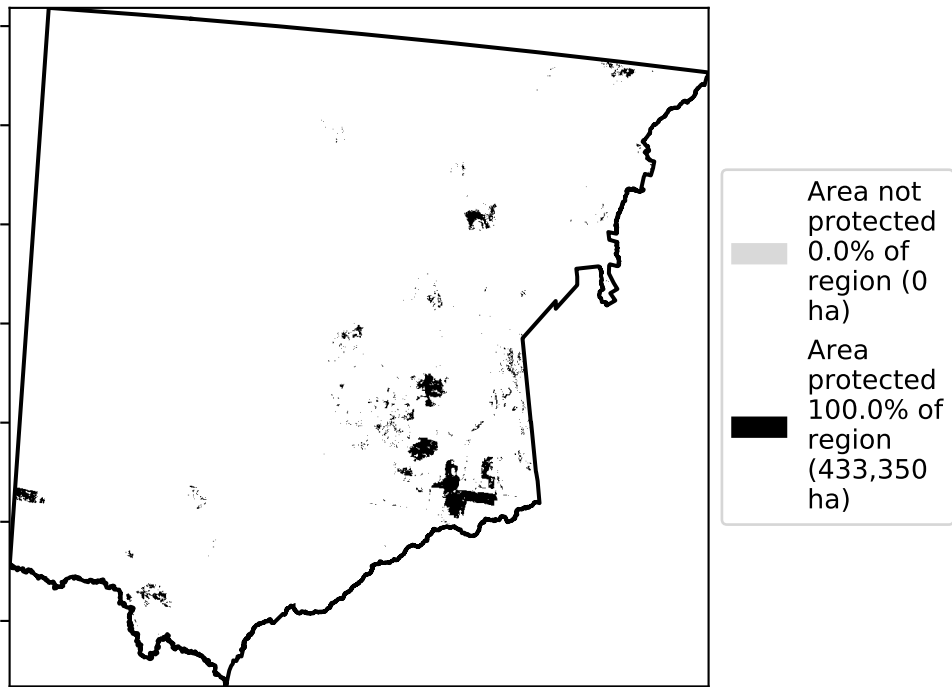 Area not
protected
0.0% of
region (0
ha)
Area
protected
100.0% of
region
(433,350
ha)